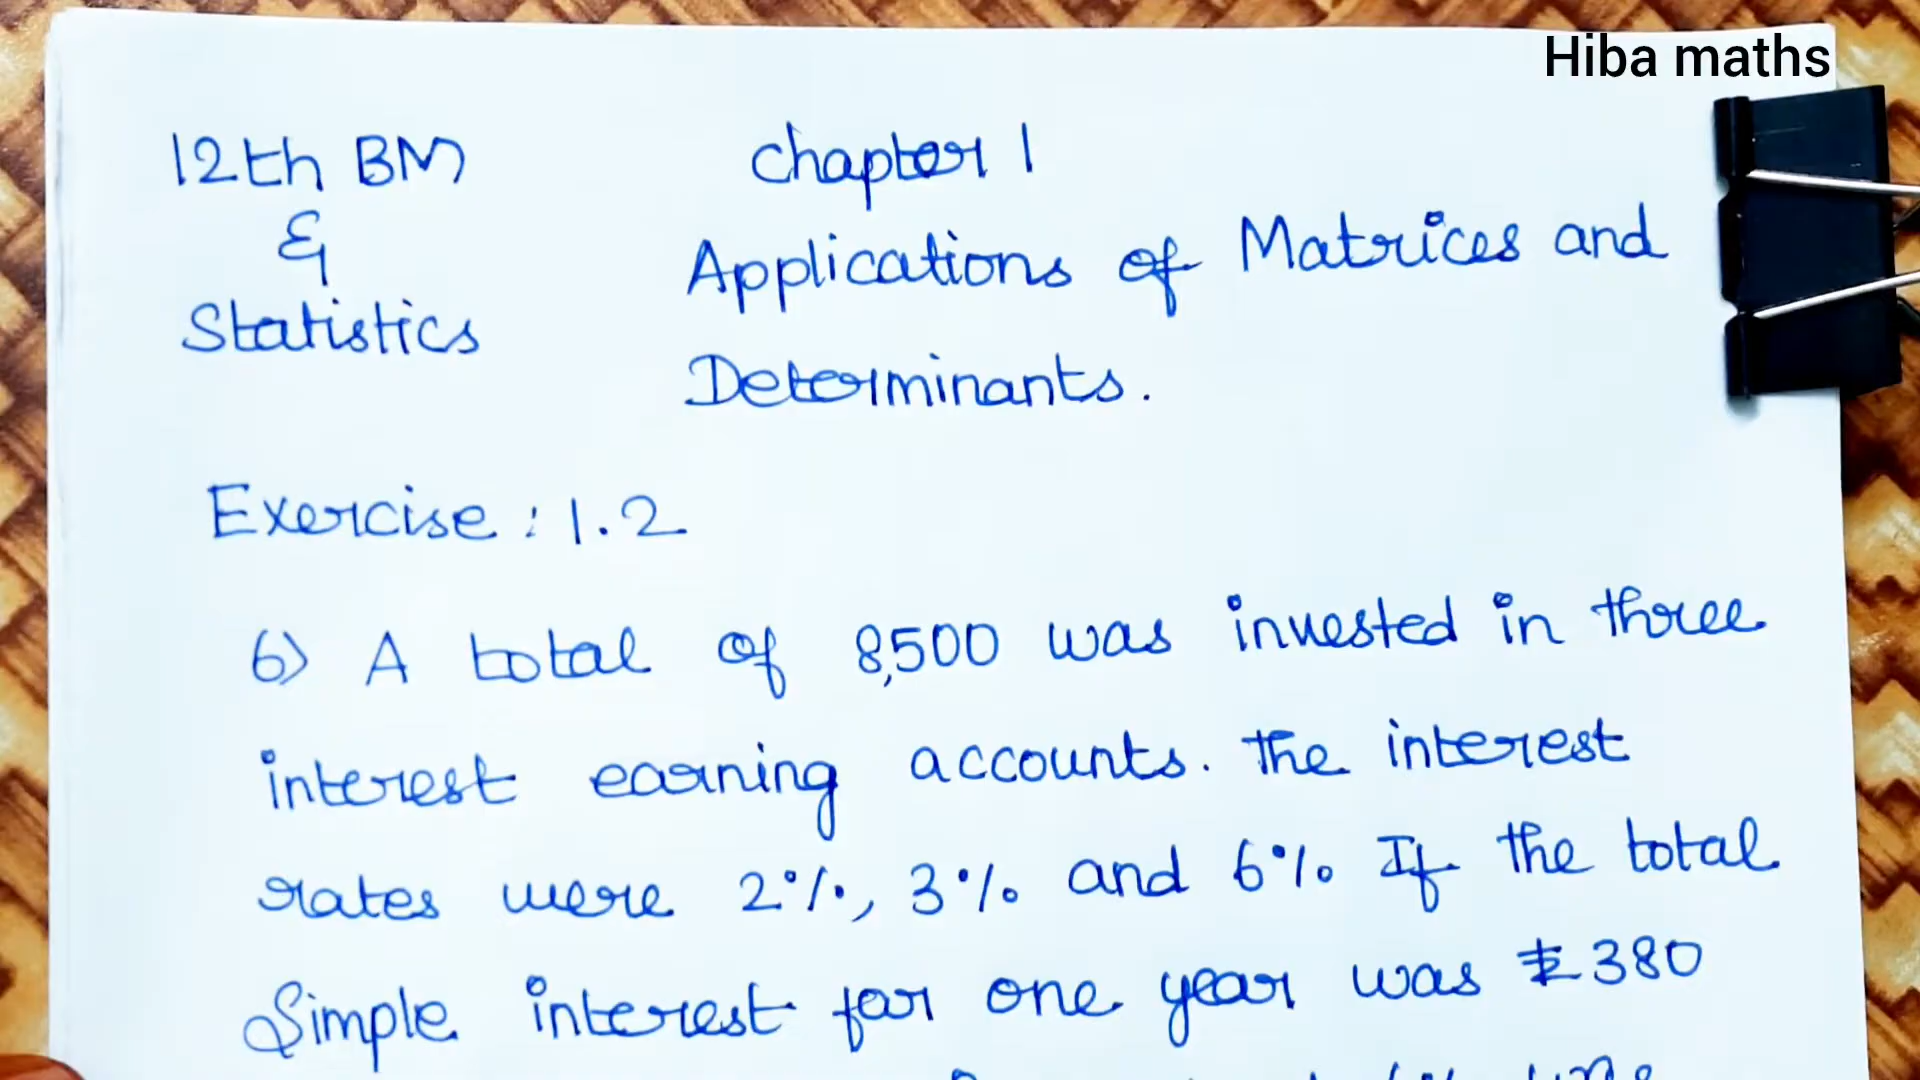 Hiba maths
12th BM
&
Statistics
Chapter 1
Applications of Matrices and
Determinants.
Exercise : 1.2
6) A total of 8,500 was invested in three
interest earning accounts. The interest
rates were 2%, 3% and 6% If the total
Simple interest for one year was ₹380